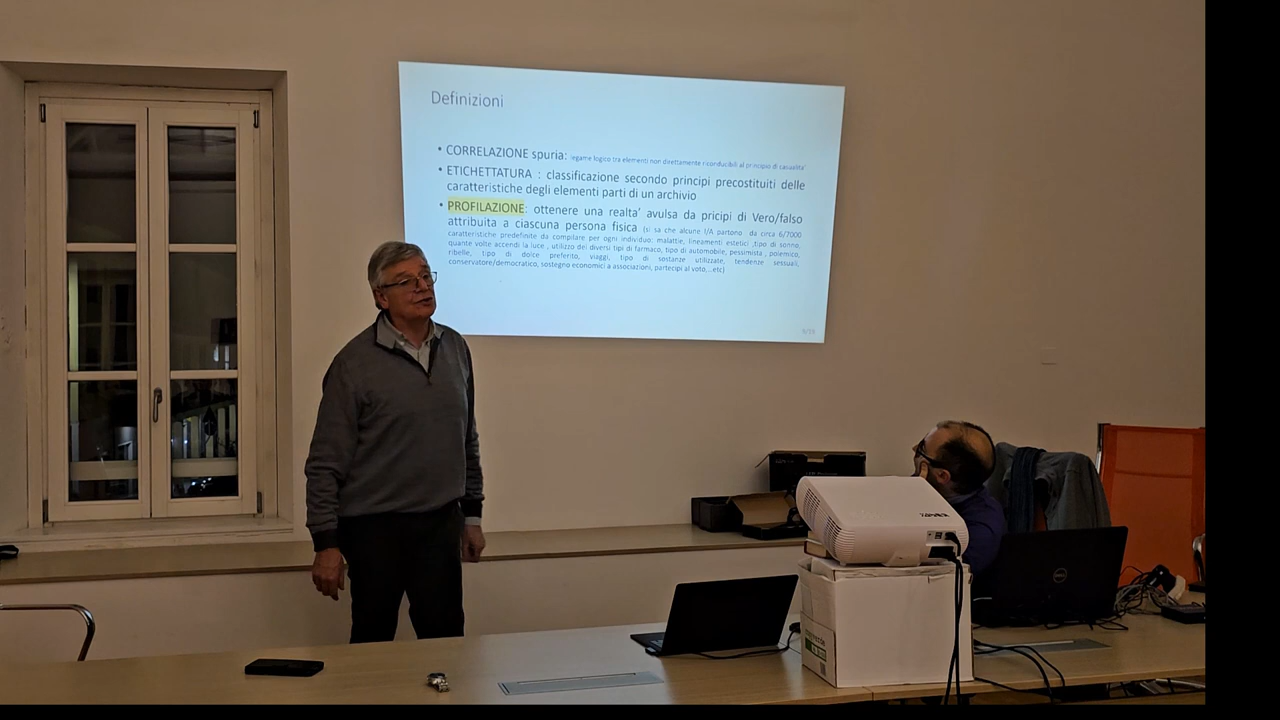 Definizioni
• CORRELAZIONE spuria: legame logico tra elementi non direttamente riconducibili al principio di casualita'
• ETICHETTATURA : classificazione secondo principi precostituiti delle
caratteristiche degli elementi parti di un archivio
• PROFILAZIONE: ottenere una realta' avulsa da pricipi di Vero/falso
attribuita a ciascuna persona fisica (si sa che alcune I/A partono da circa 6/7000
caratteristiche predefinite da compilare per ogni individuo: malattie, lineamenti estetici ,tipo di sonno,
quante volte accendi la luce , utilizzo dei diversi tipi di farmaco, tipo di automobile, pessimista , polemico,
ribelle, tipo di dolce preferito, viaggi, tipo di sostanze utilizzate, tendenze sessuali,
conservatore/democratico, sostegno economici a associazioni, partecipi al voto,...etc)
DELL